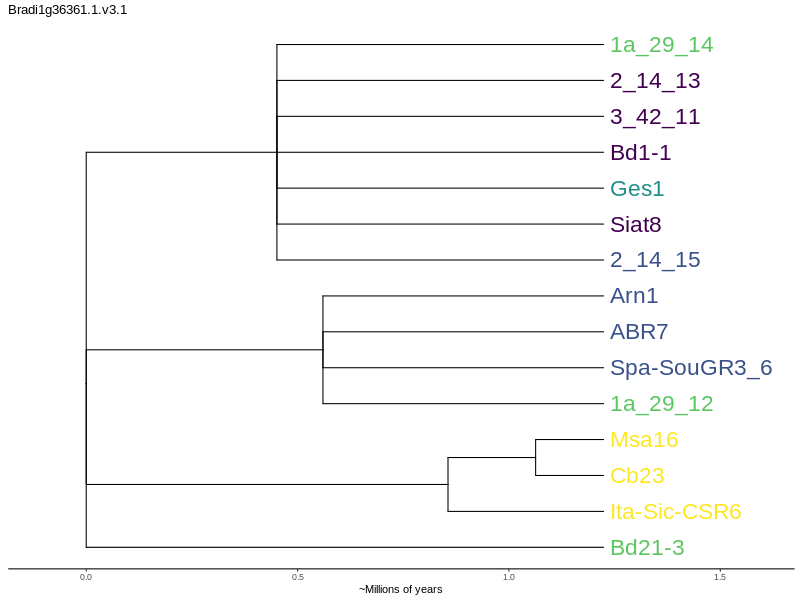 Bradi1g36361.1.v3.1
1a_29_14
2_14_13
3_42_11
Bd1-1
Ges1
Siat8
2_14_15
Arn1
ABR7
Spa-SouGR3_6
1a_29_12
Msa16
Cb23
Ita-Sic-CSR6
Bd21-3
0.0 0.5 1.0 1.5
~Millions of years